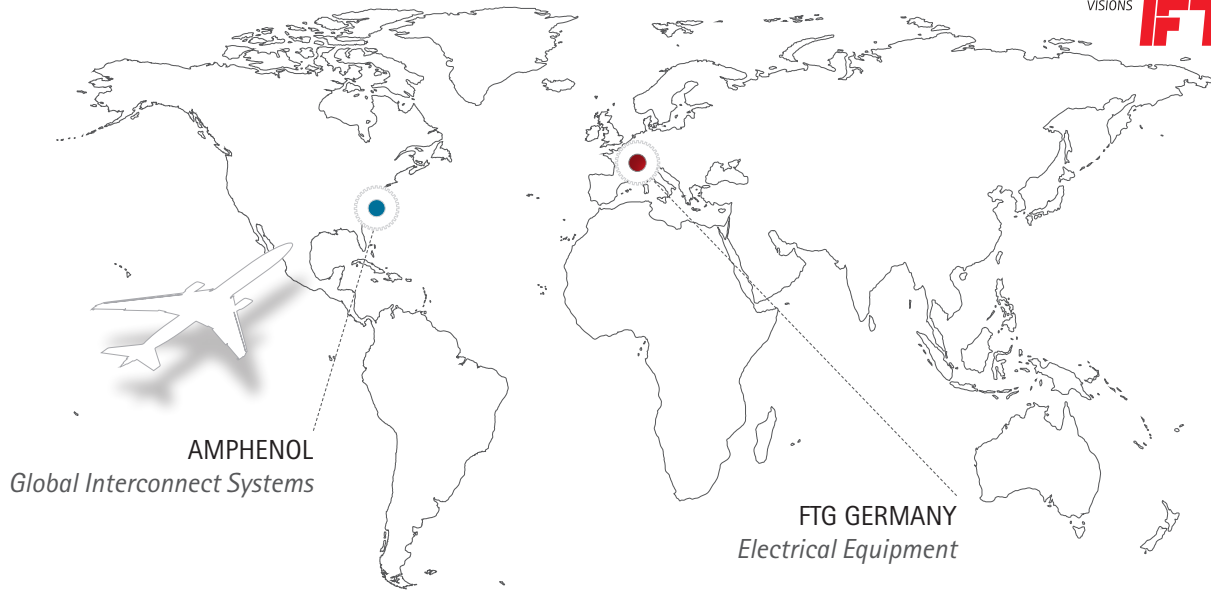 VISIONS
AMPHENOL
Global Interconnect Systems
FTG GERMANY
Electrical Equipment